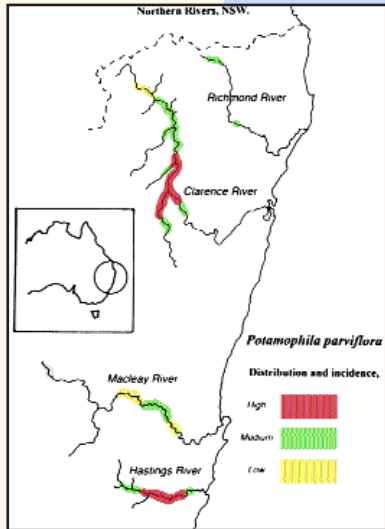 Northern Rivers, NSW.
Richmond River
Clarence River
Potamophila parviflora
Macleay River
Distribution and incidence,
High
Medium
Hastings River
Low